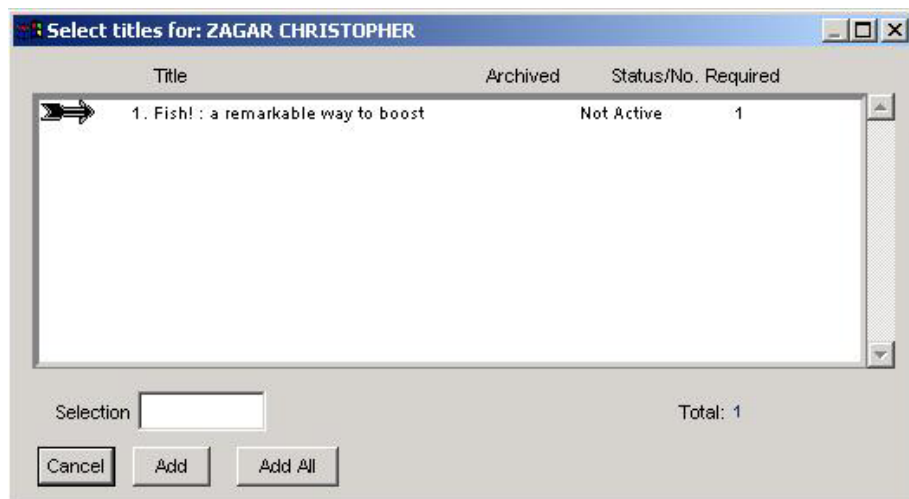 Select titles for: ZAGAR CHRISTOPHER
Title Archived Status/No. Required
1. Fish! : a remarkable way to boost Not Active 1
Selection Total: 1
Cancel Add Add All